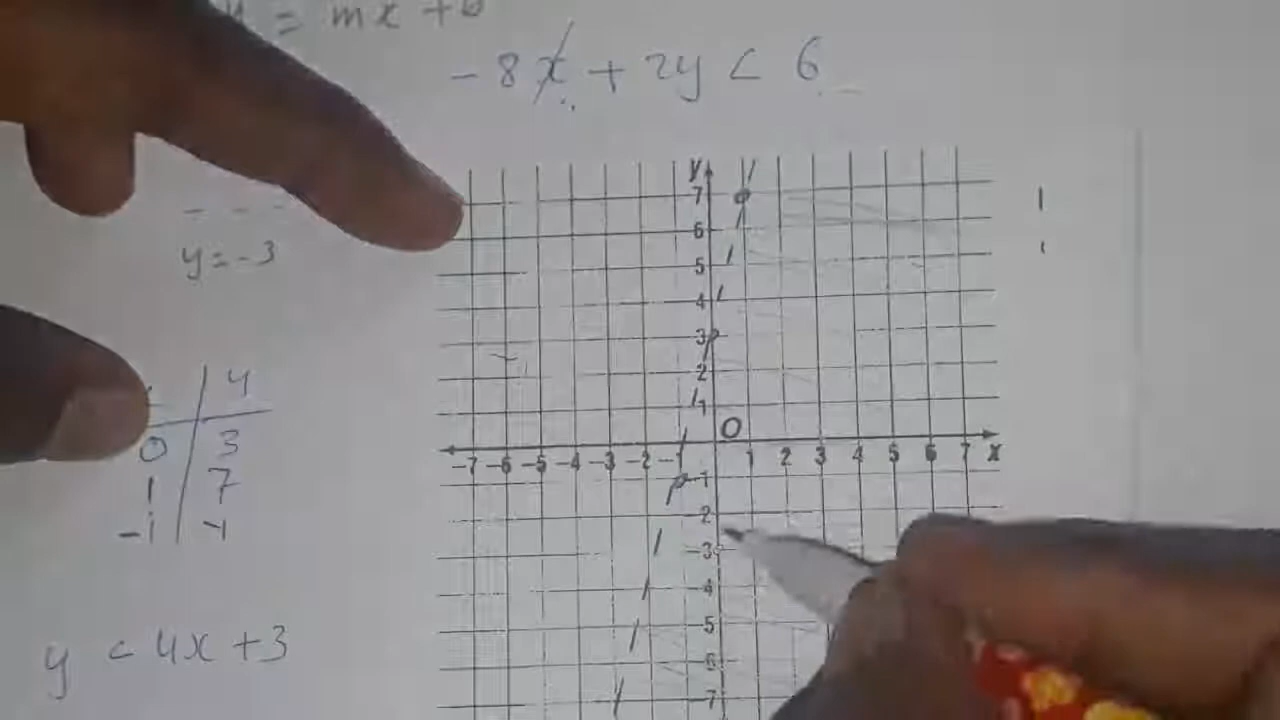 = mx + b
- 8x + 2y < 6
y = -3
y
0 3
1 7
-1 -1
y < 4x + 3
y
7
6
5
4
3
2
1
O
-7 -6 -5 -4 -3 -2 -1 1 2 3 4 5 6 7 x
-1
-2
-3
-4
-5
-6
-7